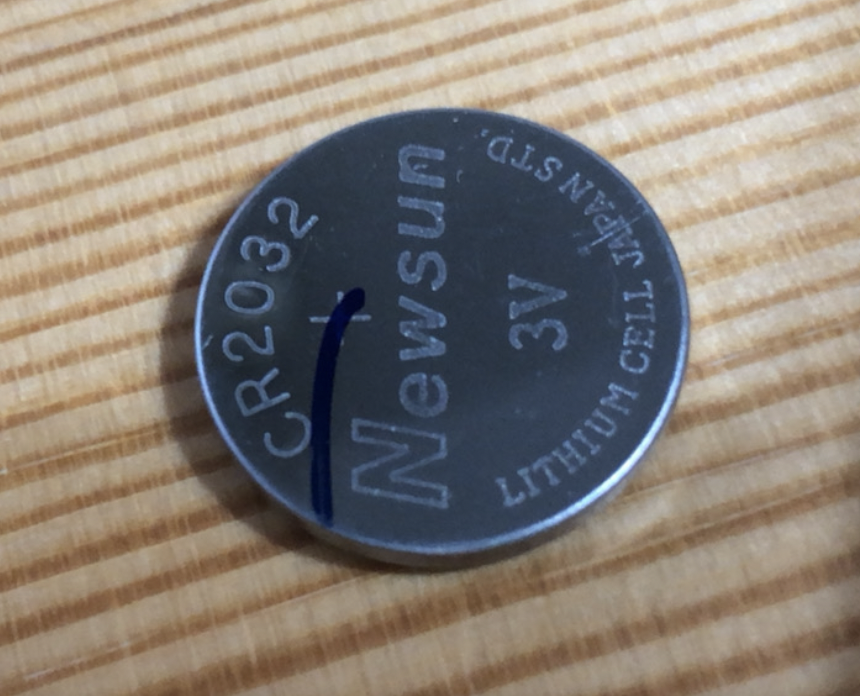 CR2032
+
Newsun
3V
LITHIUM CELL JAPAN STD.